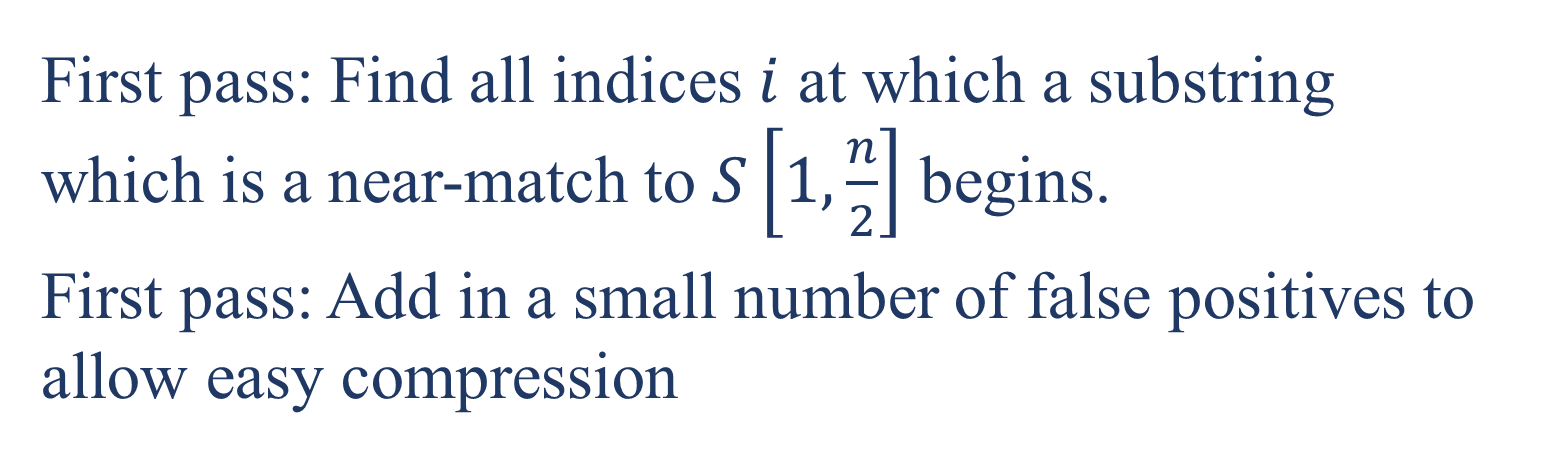 First pass: Find all indices i at which a substring
which is a near-match to S [1, n/2] begins.
First pass: Add in a small number of false positives to
allow easy compression